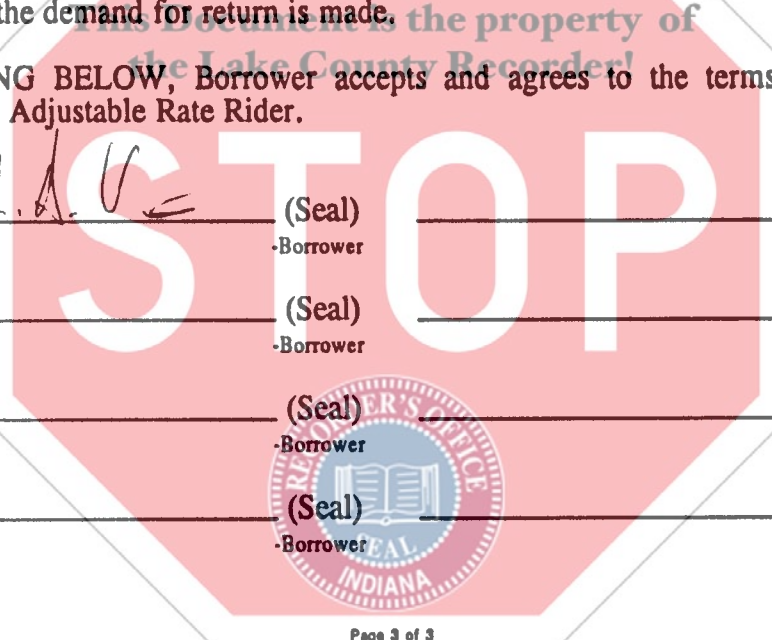 the demand for return is made.
This Document is the property of
the Lake County Recorder!
NG BELOW, Borrower accepts and agrees to the terms
Adjustable Rate Rider.
STOP
(Seal)
-Borrower
(Seal)
-Borrower
(Seal)
-Borrower
(Seal)
-Borrower
RECORDER'S OFFICE
SEAL
INDIANA
Page 3 of 3